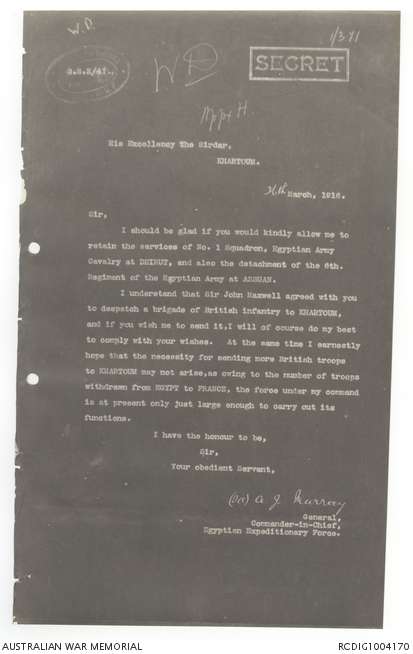 W.D.
1/371
G.S.Z/41.
WD
SECRET
App. H.
His Excellency The Sirdar,
KHARTOUM.
March, 1916.
Sir,
I should be glad if you would kindly allow me to
retain the services of No. 1 Squadron, Egyptian Army
Cavalry at DEIRUT, and also the detachment of the 6th.
Regiment of the Egyptian Army at ASSUAN.
I understand that Sir John Maxwell agreed with you
to despatch a brigade of British infantry to KHARTOUM,
and if you wish me to send it, I will of course do my best
to comply with your wishes. At the same time I earnestly
hope that the necessity for sending more British troops
to KHARTOUM may not arise, as owing to the number of troops
withdrawn from EGYPT to FRANCE, the force under my command
is at present only just large enough to carry out its
functions.
I have the honour to be,
Sir,
Your obedient Servant,
A. J. Murray
General,
Commander-in-Chief,
Egyptian Expeditionary Force.
AUSTRALIAN WAR MEMORIAL
RCDIG1004170